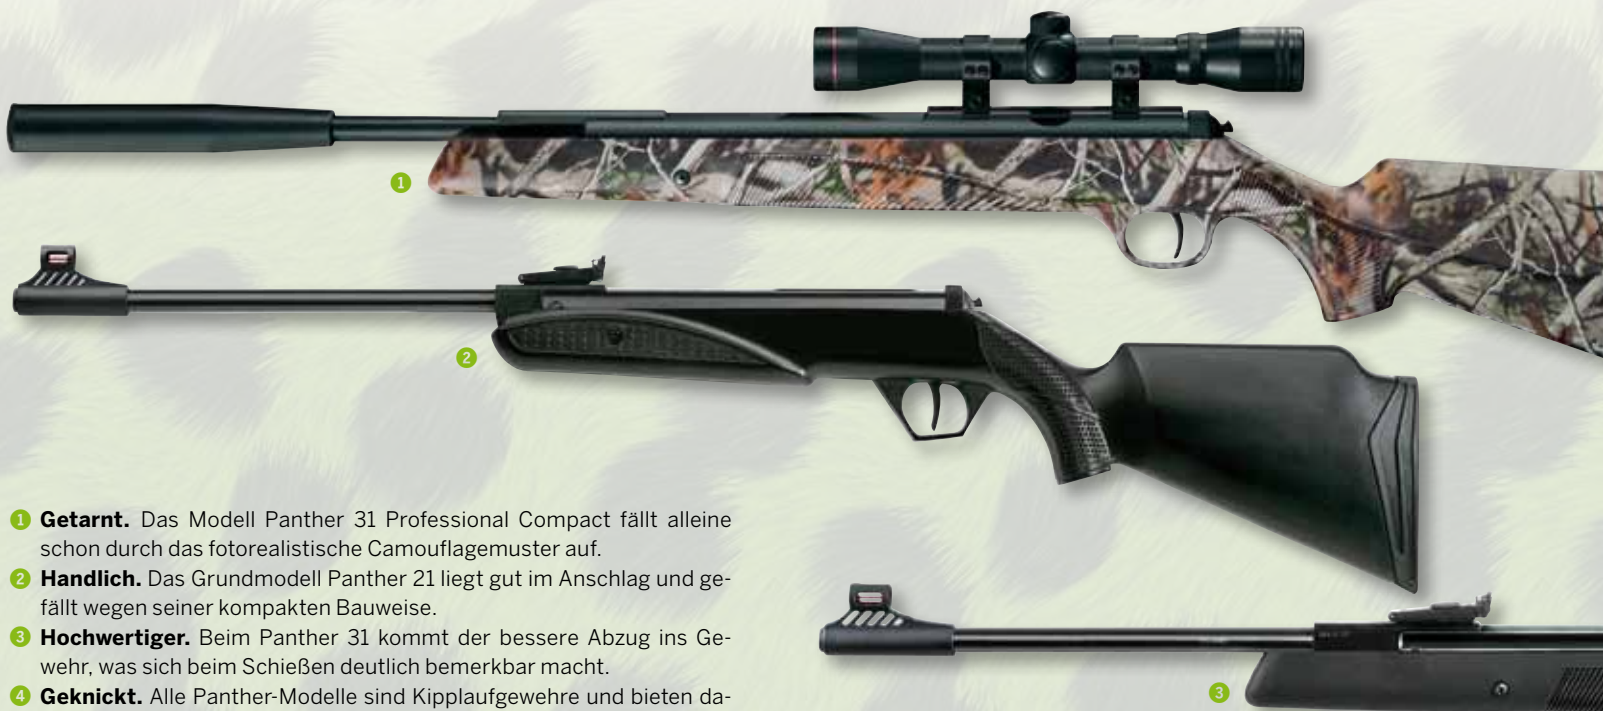 1
2
3
1 Getarnt. Das Modell Panther 31 Professional Compact fällt alleine
schon durch das fotorealistische Camouflagemuster auf.
2 Handlich. Das Grundmodell Panther 21 liegt gut im Anschlag und ge-
fällt wegen seiner kompakten Bauweise.
3 Hochwertiger. Beim Panther 31 kommt der bessere Abzug ins Ge-
wehr, was sich beim Schießen deutlich bemerkbar macht.
4 Geknickt. Alle Panther-Modelle sind Kipplaufgewehre und bieten da-